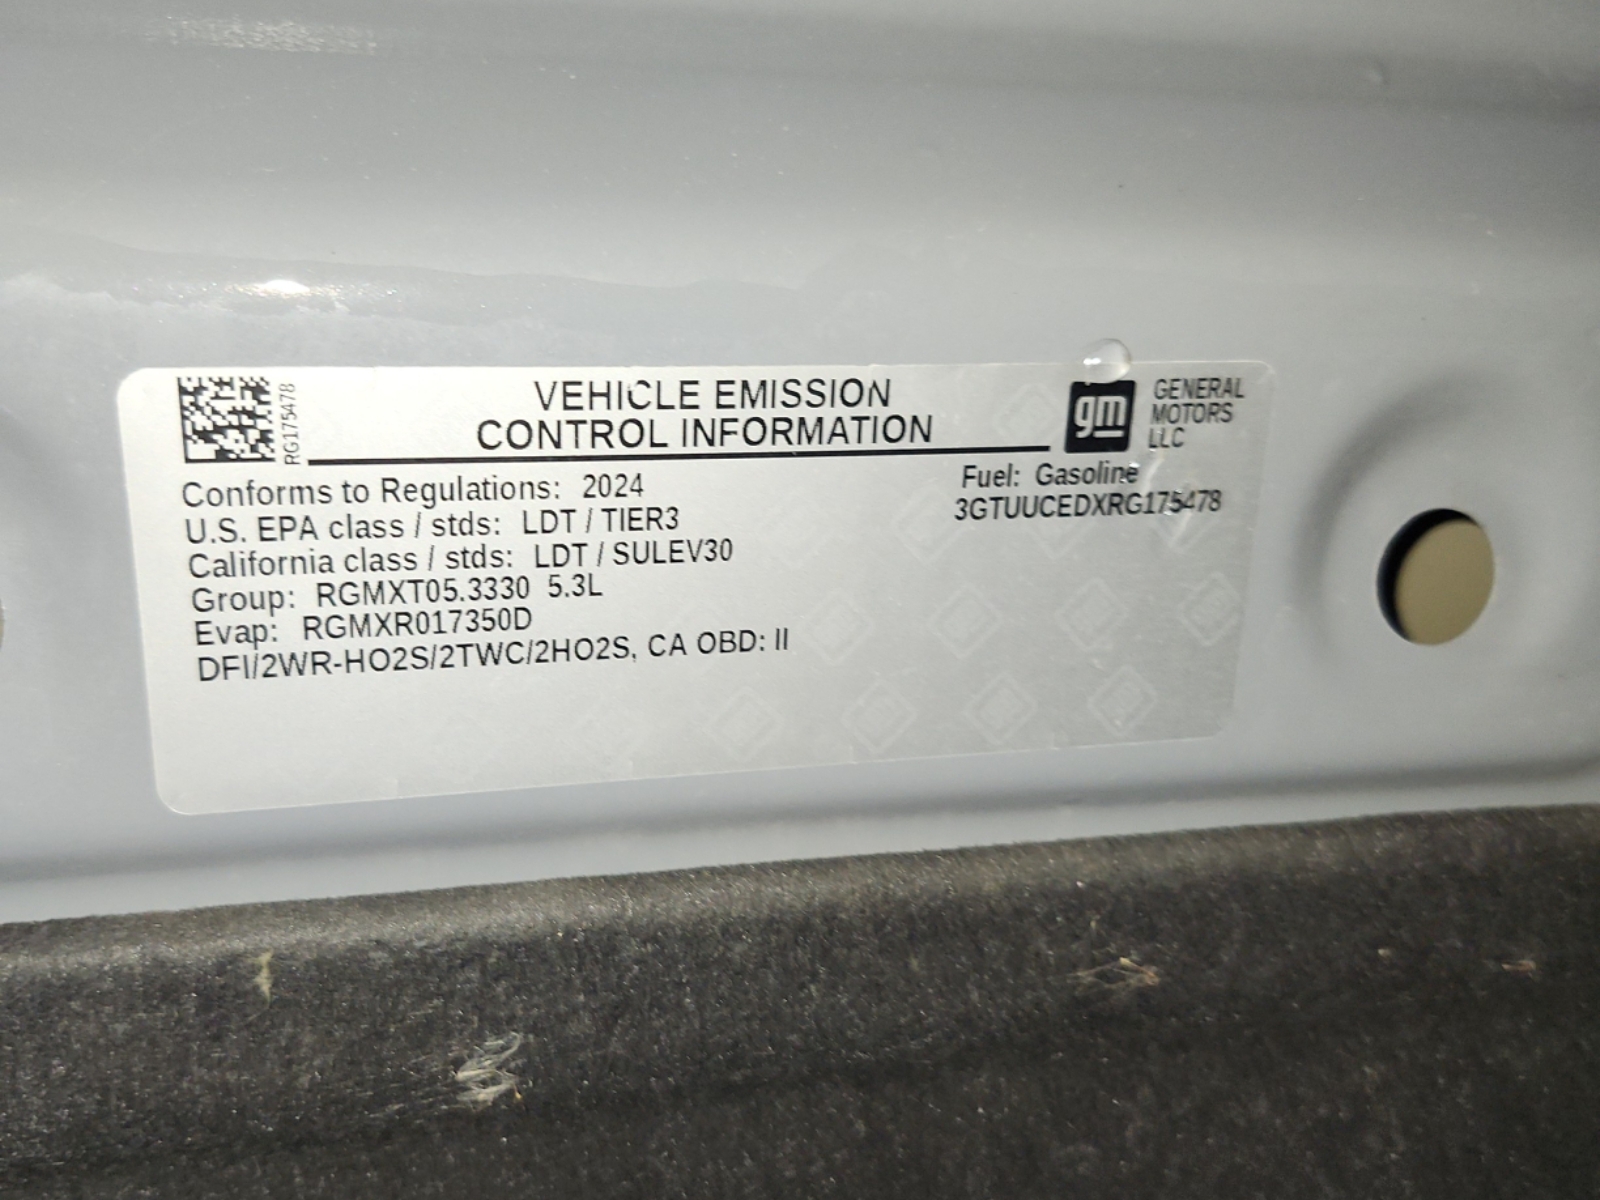 RG175478
VEHICLE EMISSION
CONTROL INFORMATION
gm
GENERAL
MOTORS
LLC
Conforms to Regulations: 2024
U.S. EPA class / stds: LDT / TIER3
California class / stds: LDT / SULEV30
Group: RGMXT05.3330 5.3L
Evap: RGMXR017350D
DFI/2WR-HO2S/2TWC/2HO2S, CA OBD: II
Fuel: Gasoline
3GTUUCEDXRG175478